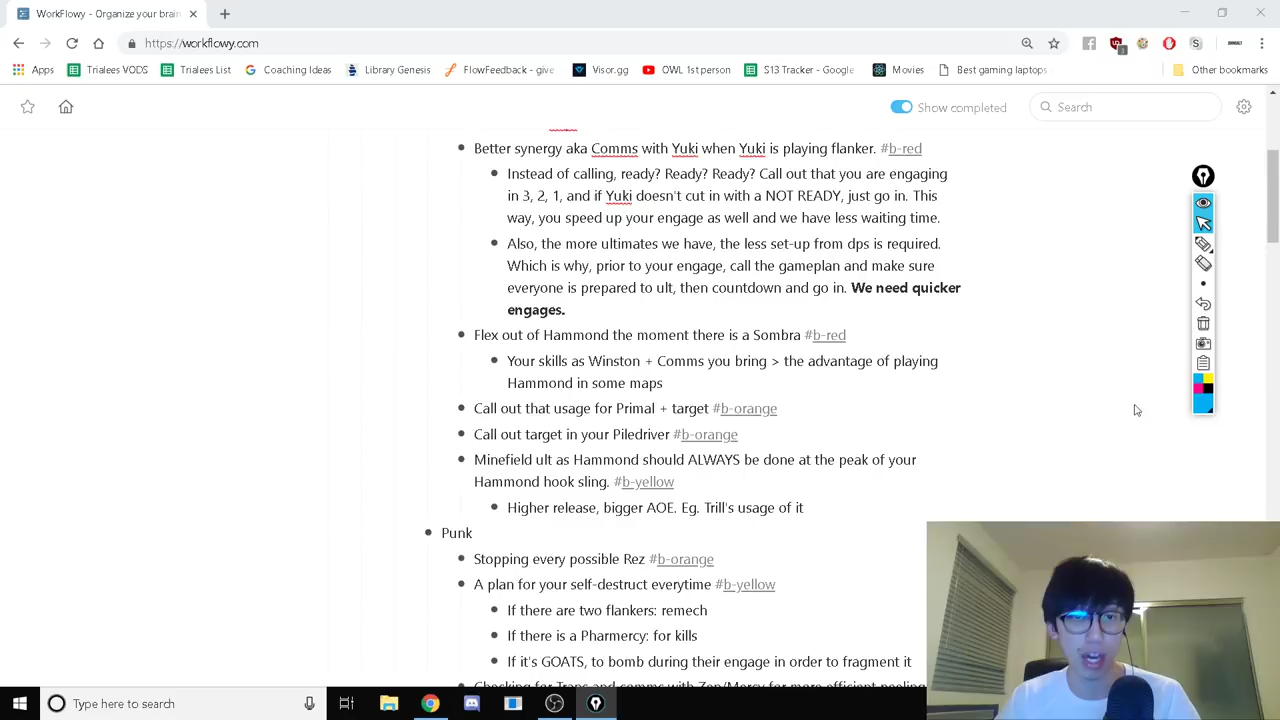 WorkFlowy - Organize your brain
https://workflowy.com
Apps
Trialees VODS
Trialees List
Coaching Ideas
Library Genesis
FlowFeedback - give
Visor.gg
OWL 1st person
S13 Tracker - Google
Movies
Best gaming laptops
Other bookmarks
Show completed
Search
Better synergy aka Comms with Yuki when Yuki is playing flanker. #b-red
Instead of calling, ready? Ready? Ready? Call out that you are engaging
in 3, 2, 1, and if Yuki doesn't cut in with a NOT READY, just go in. This
way, you speed up your engage as well and we have less waiting time.
Also, the more ultimates we have, the less set-up from dps is required.
Which is why, prior to your engage, call the gameplan and make sure
everyone is prepared to ult, then countdown and go in. We need quicker
engages.
Flex out of Hammond the moment there is a Sombra #b-red
Your skills as Winston + Comms you bring > the advantage of playing
Hammond in some maps
Call out that usage for Primal + target #b-orange
Call out target in your Piledriver #b-orange
Minefield ult as Hammond should ALWAYS be done at the peak of your
Hammond hook sling. #b-yellow
Higher release, bigger AOE. Eg. Trill's usage of it
Punk
Stopping every possible Rez #b-orange
A plan for your self-destruct everytime #b-yellow
If there are two flankers: remech
If there is a Pharmercy: for kills
If it's GOATS, to bomb during their engage in order to fragment it
Checking for Trans and comms with Zen/Mercy for more efficient peeling
Type here to search